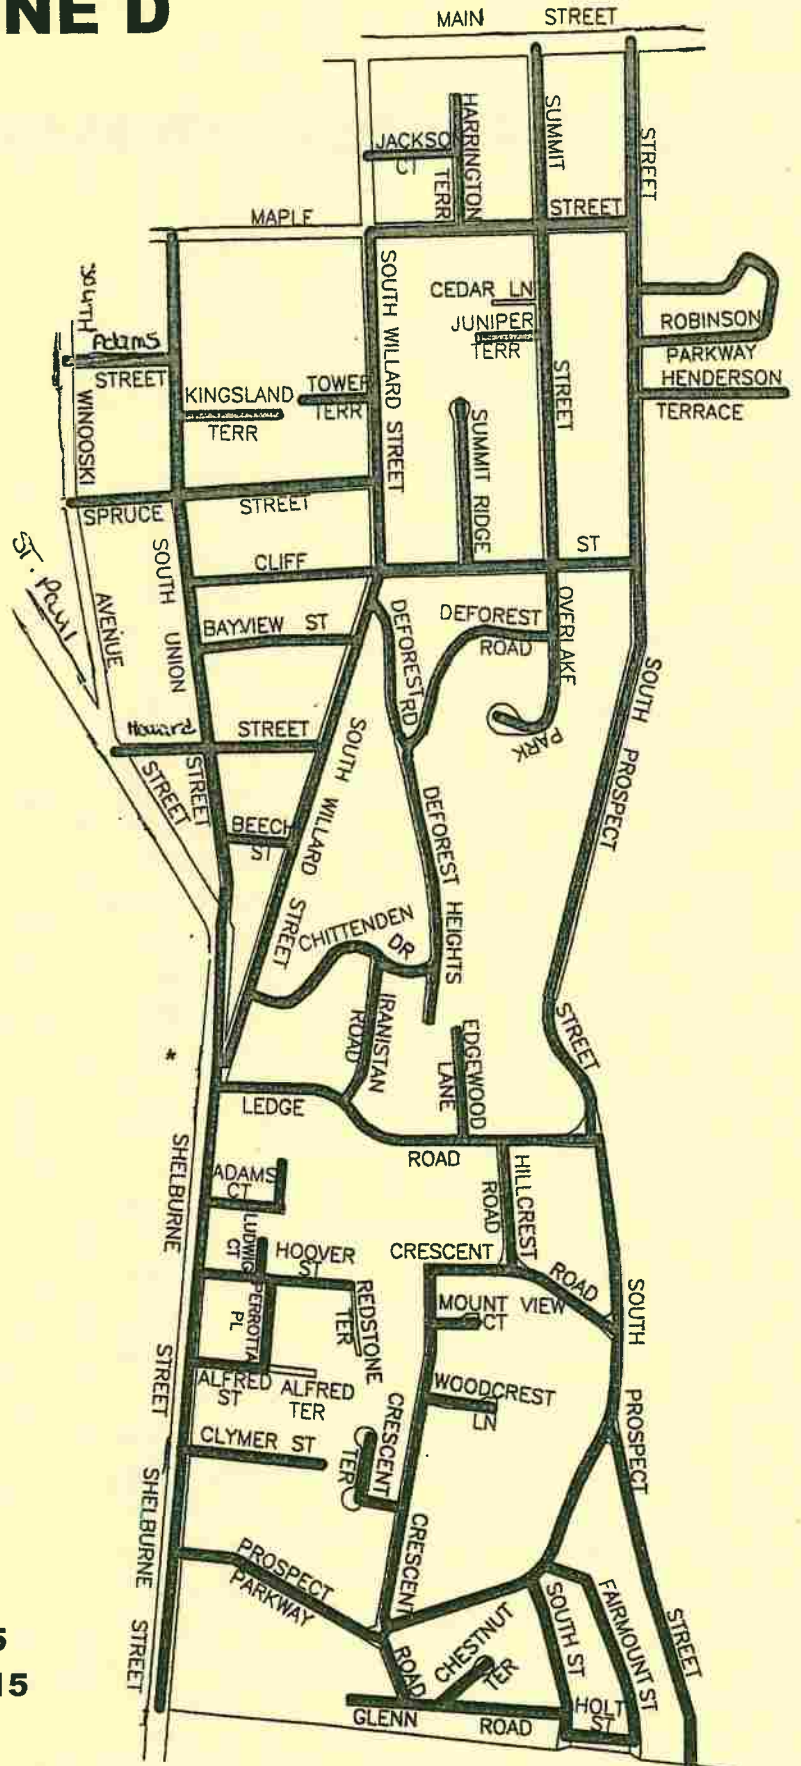 NE D
MAIN STREET
SUMMIT
STREET
HARRINGTON
TERR
JACKSO
CT
STREET
MAPLE
SOUTH
CEDAR LN
SOUTH WILLARD STREET
JUNIPER
TERR
ROBINSON
PARKWAY
Adams
STREET
STREET
HENDERSON
TERRACE
WINOOSKI
KINGSLAND
TERR
TOWER
TERR
SUMMIT RIDGE
SPRUCE
STREET
ST. Paul
AVENUE
SOUTH UNION
STREET
CLIFF
ST
BAYVIEW ST
DEFOREST
RD
DEFOREST
ROAD
OVERLAKE
PARK
SOUTH PROSPECT
STREET
Howard
STREET
STREET
SOUTH WILLARD
STREET
BEECH
ST
DEFOREST HEIGHTS
CHITTENDEN
DR
IRANISTAN
ROAD
EDGEWOOD
LANE
*
LEDGE
ROAD
SHELBURNE
STREET
ADAMS
CT
HILLCREST
ROAD
LUDWIG
CT
HOOVER
ST
CRESCENT
ROAD
PERROTTA
PL
REDSTONE
TER
MOUNT VIEW
CT
SOUTH PROSPECT
STREET
ALFRED
ST
ALFRED
TER
WOODCREST
LN
CLYMER ST
CRESCENT
TER
SHELBURNE STREET
CRESCENT
ROAD
PROSPECT
PARKWAY
CHESTNUT
TER
SOUTH ST
FAIRMOUNT ST
HOLT
ST
GLENN
ROAD
5
15